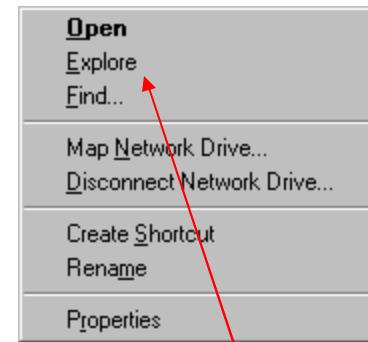 Open
Explore
Find...
Map Network Drive...
Disconnect Network Drive...
Create Shortcut
Rename
Properties